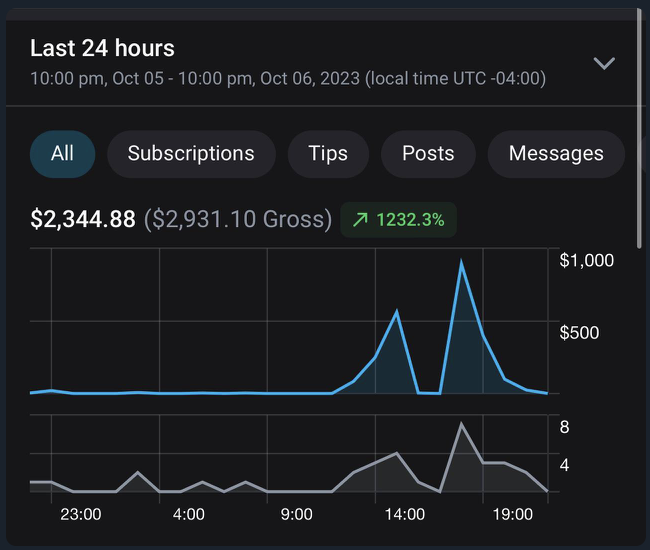 Last 24 hours
10:00 pm, Oct 05 - 10:00 pm, Oct 06, 2023 (local time UTC -04:00)
All Subscriptions Tips Posts Messages
$2,344.88 ($2,931.10 Gross) 1232.3%
$1,000
$500
8
4
23:00 4:00 9:00 14:00 19:00